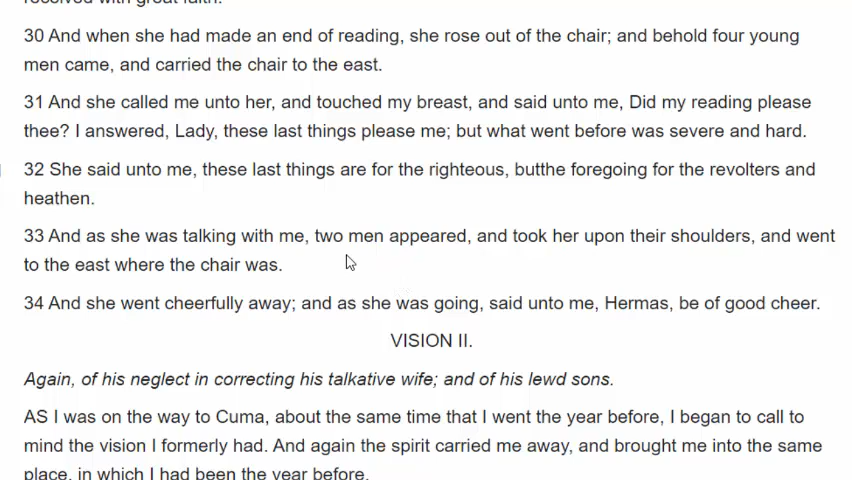 received with great faith.
30 And when she had made an end of reading, she rose out of the chair; and behold four young
men came, and carried the chair to the east.
31 And she called me unto her, and touched my breast, and said unto me, Did my reading please
thee? I answered, Lady, these last things please me; but what went before was severe and hard.
32 She said unto me, these last things are for the righteous, butthe foregoing for the revolters and
heathen.
33 And as she was talking with me, two men appeared, and took her upon their shoulders, and went
to the east where the chair was.
34 And she went cheerfully away; and as she was going, said unto me, Hermas, be of good cheer.
VISION II.
Again, of his neglect in correcting his talkative wife; and of his lewd sons.
AS I was on the way to Cuma, about the same time that I went the year before, I began to call to
mind the vision I formerly had. And again the spirit carried me away, and brought me into the same
place, in which I had been the year before.